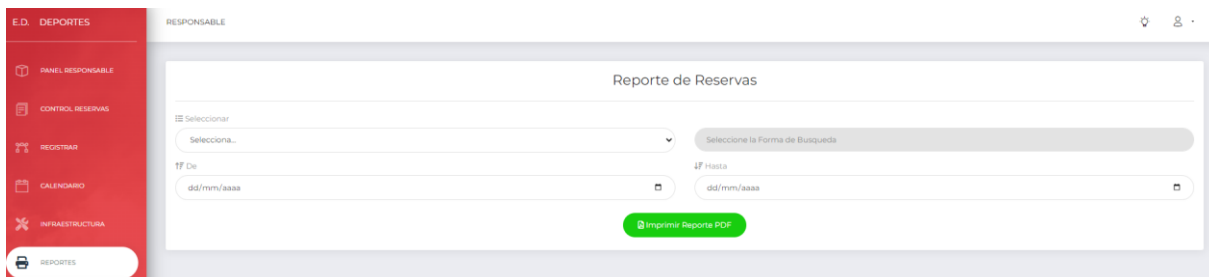 E.D. DEPORTES
PANEL RESPONSABLE
CONTROL RESERVAS
REGISTRAR
CALENDARIO
INFRAESTRUCTURA
REPORTES
RESPONSABLE
Reporte de Reservas
Seleccionar
Selecciona...
Seleccione la Forma de Busqueda
De
Hasta
dd/mm/aaaa
dd/mm/aaaa
Imprimir Reporte PDF